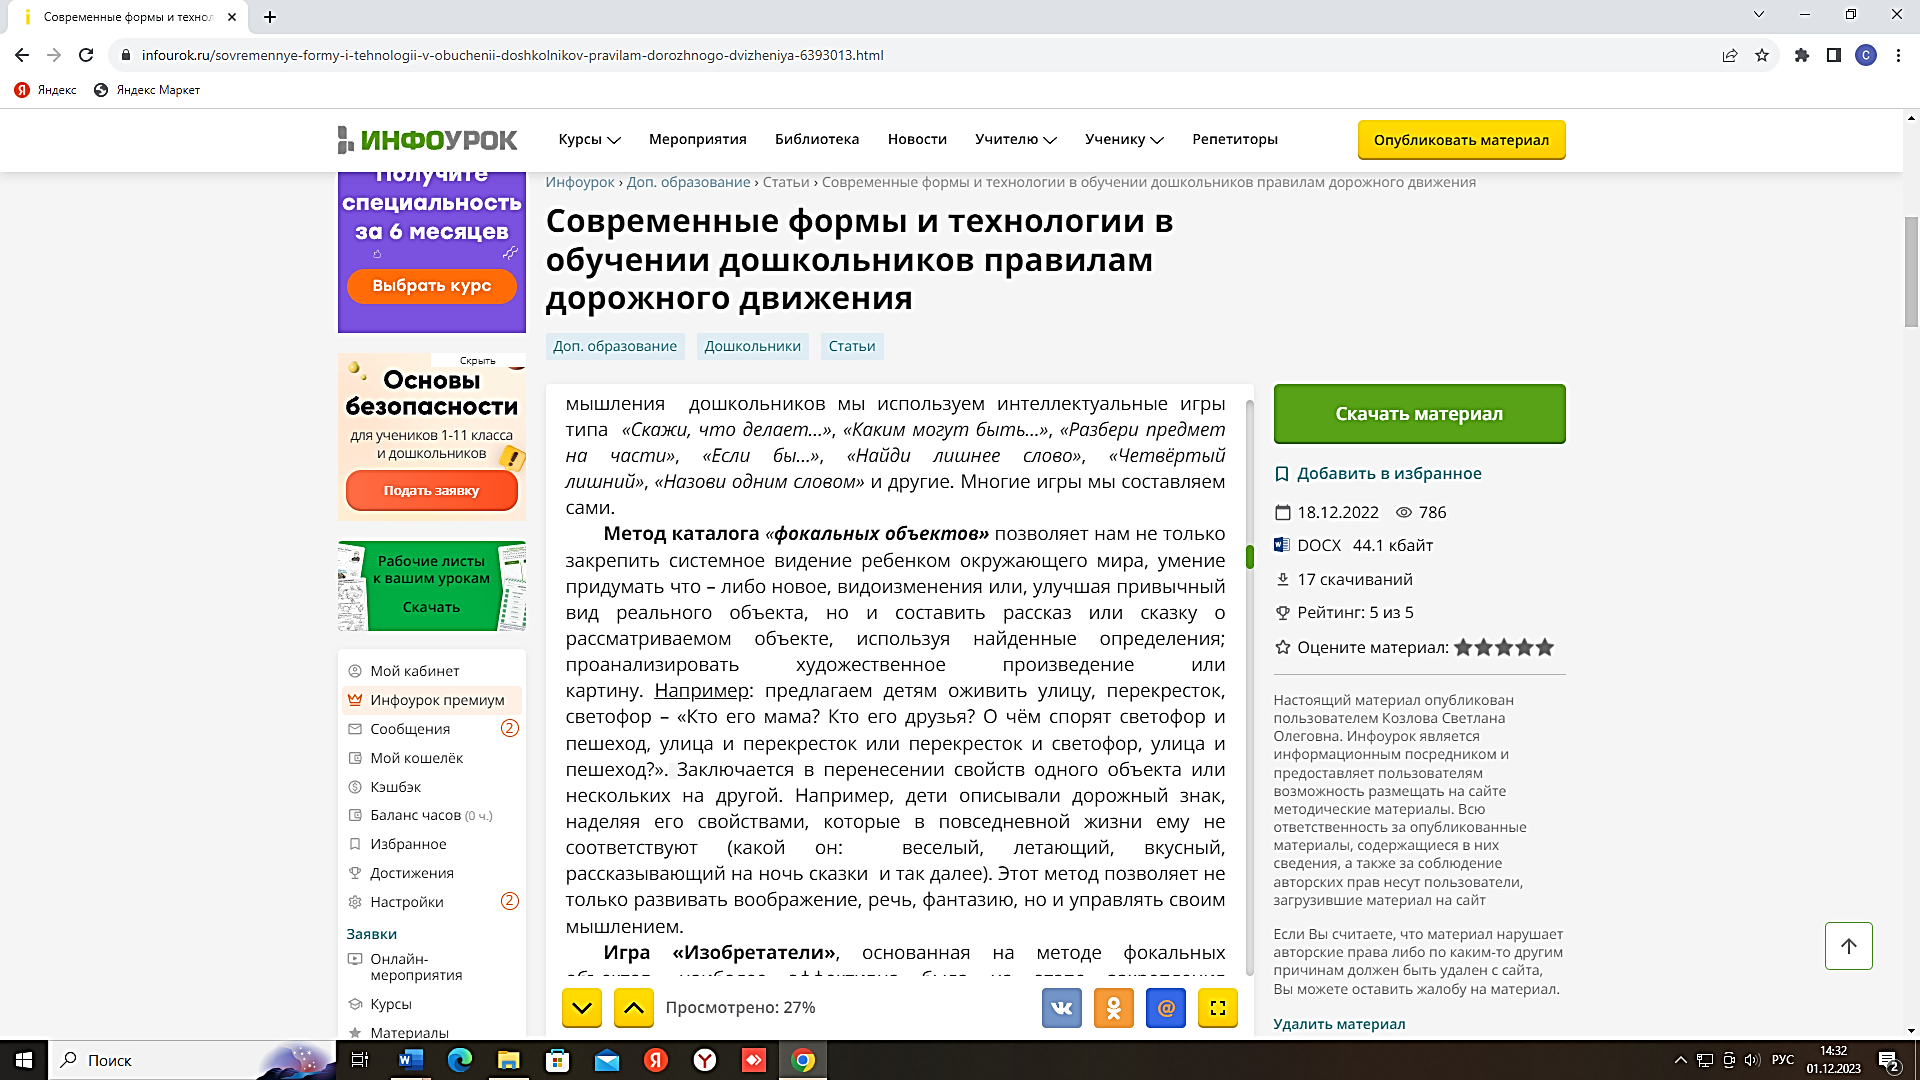 Современные формы и технол
infourok.ru/sovremennye-formy-i-tehnologii-v-obuchenii-doshkolnikov-pravilam-dorozhnogo-dvizheniya-6393013.html
С
Яндекс
Яндекс Маркет
ИНФОУРОК
Курсы
Мероприятия
Библиотека
Новости
Учителю
Ученику
Репетиторы
Опубликовать материал
Получите
специальность
за 6 месяцев
Выбрать курс
Скрыть
Основы
безопасности
для учеников 1-11 класса
и дошкольников
Подать заявку
Рабочие листы
к вашим урокам
Скачать
Мой кабинет
Инфоурок премиум
Сообщения 2
Мой кошелёк
Кэшбэк
Баланс часов (0 ч.)
Избранное
Достижения
Настройки 2
Заявки
Онлайн-
мероприятия
Курсы
Материалы
Инфоурок › Доп. образование › Статьи › Современные формы и технологии в обучении дошкольников правилам дорожного движения
Современные формы и технологии в
обучении дошкольников правилам
дорожного движения
Доп. образование
Дошкольники
Статьи
мышления дошкольников мы используем интеллектуальные игры
типа «Скажи, что делает…», «Каким могут быть…», «Разбери предмет
на части», «Если бы…», «Найди лишнее слово», «Четвёртый
лишний», «Назови одним словом» и другие. Многие игры мы составляем
сами.
Метод каталога «фокальных объектов» позволяет нам не только
закрепить системное видение ребенком окружающего мира, умение
придумать что – либо новое, видоизменения или, улучшая привычный
вид реального объекта, но и составить рассказ или сказку о
рассматриваемом объекте, используя найденные определения;
проанализировать художественное произведение или
картину. Например: предлагаем детям оживить улицу, перекресток,
светофор – «Кто его мама? Кто его друзья? О чём спорят светофор и
пешеход, улица и перекресток или перекресток и светофор, улица и
пешеход?». Заключается в перенесении свойств одного объекта или
нескольких на другой. Например, дети описывали дорожный знак,
наделяя его свойствами, которые в повседневной жизни ему не
соответствуют (какой он: веселый, летающий, вкусный,
рассказывающий на ночь сказки и так далее). Этот метод позволяет не
только развивать воображение, речь, фантазию, но и управлять своим
мышлением.
Игра «Изобретатели», основанная на методе фокальных
Просмотрено: 27%
Скачать материал
Добавить в избранное
18.12.2022 786
DOCX 44.1 кбайт
17 скачиваний
Рейтинг: 5 из 5
Оцените материал:
Настоящий материал опубликован
пользователем Козлова Светлана
Олеговна. Инфоурок является
информационным посредником и
предоставляет пользователям
возможность размещать на сайте
методические материалы. Всю
ответственность за опубликованные
материалы, содержащиеся в них
сведения, а также за соблюдение
авторских прав несут пользователи,
загрузившие материал на сайт
Если Вы считаете, что материал нарушает
авторские права либо по каким-то другим
причинам должен быть удален с сайта,
Вы можете оставить жалобу на материал.
Удалить материал
Поиск
РУС
14:32
01.12.2023
2